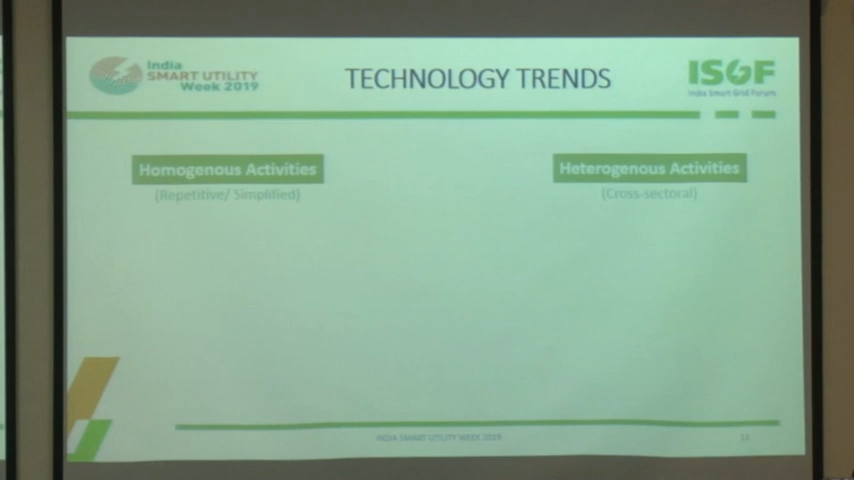 India
SMART UTILITY
Week 2019
TECHNOLOGY TRENDS
ISGF
India Smart Grid Forum
Homogenous Activities
(Repetitive/ Simplified)
Heterogenous Activities
(Cross-sectoral)
INDIA SMART UTILITY WEEK 2019
13